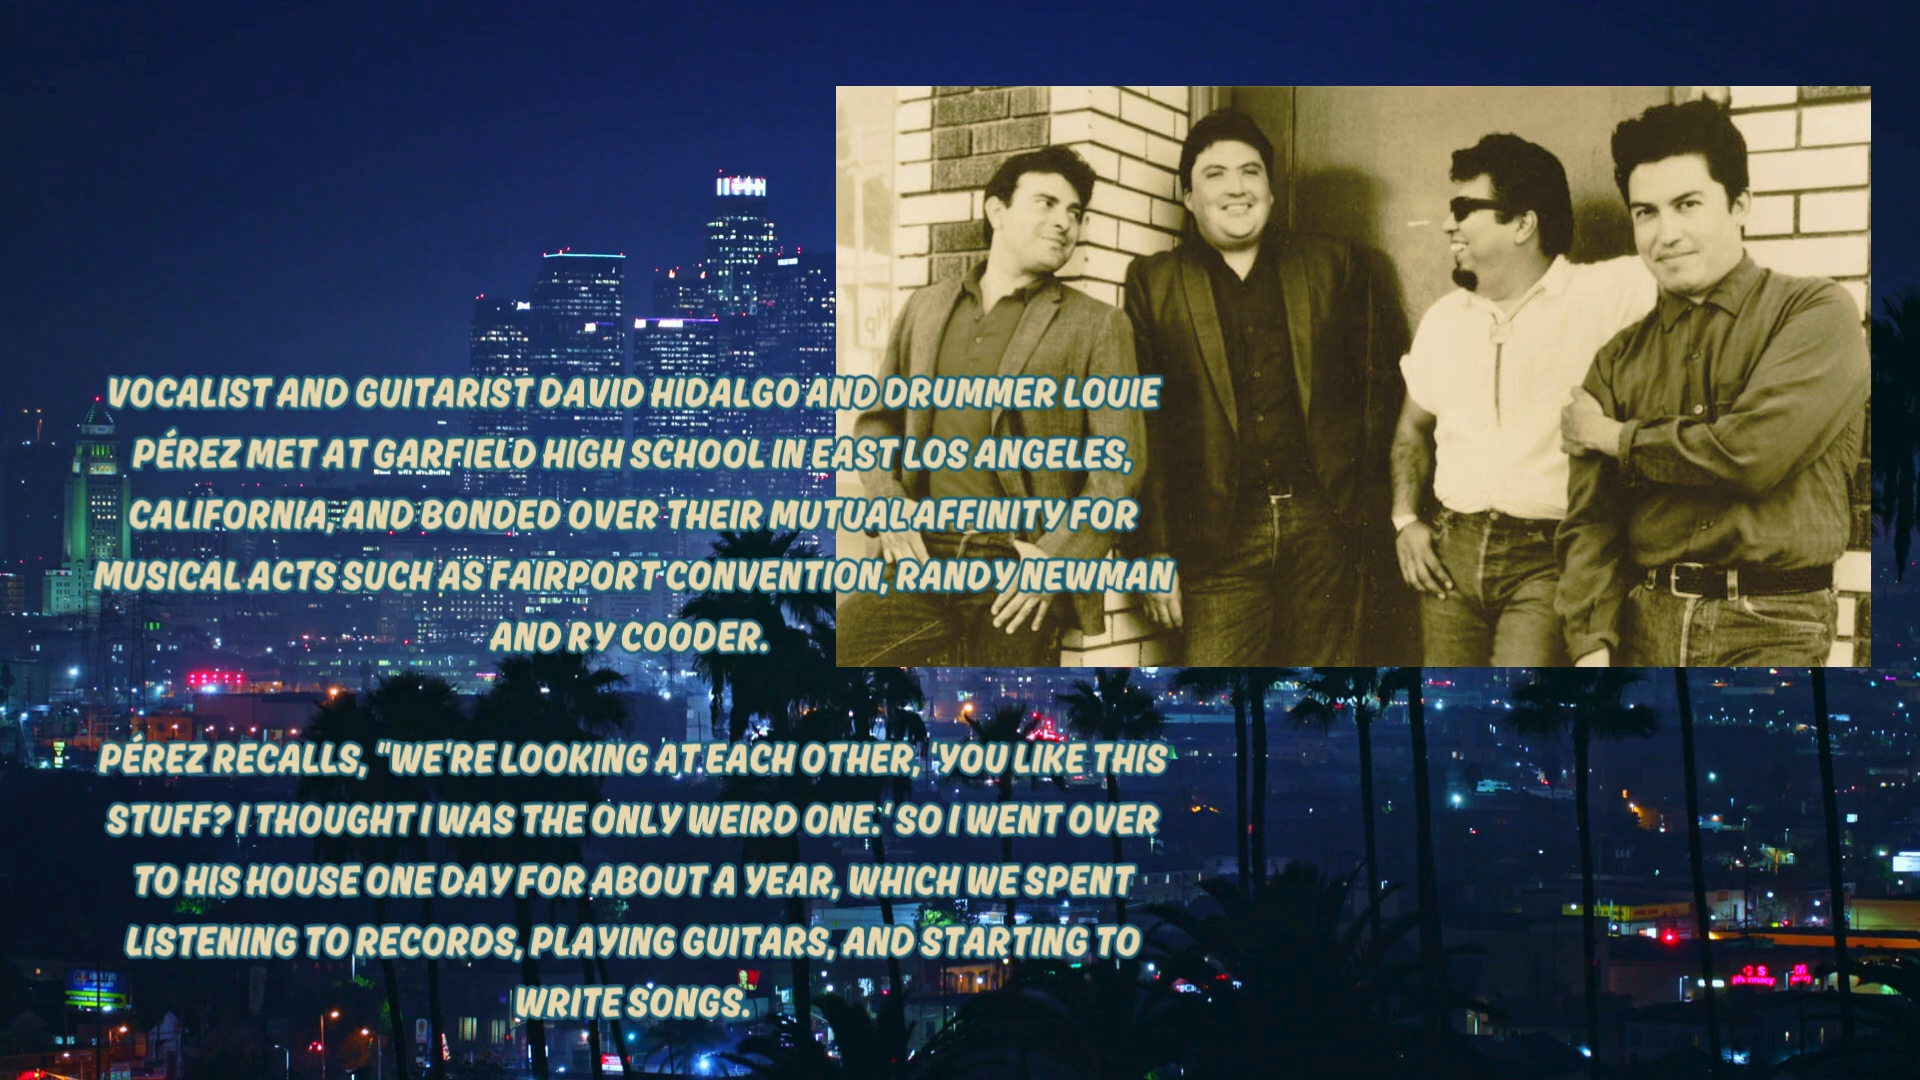 VOCALIST AND GUITARIST DAVID HIDALGO AND DRUMMER LOUIE
PÉREZ MET AT GARFIELD HIGH SCHOOL IN EAST LOS ANGELES,
CALIFORNIA, AND BONDED OVER THEIR MUTUAL AFFINITY FOR
MUSICAL ACTS SUCH AS FAIRPORT CONVENTION, RANDY NEWMAN
AND RY COODER.
PÉREZ RECALLS, "WE'RE LOOKING AT EACH OTHER, 'YOU LIKE THIS
STUFF? I THOUGHT I WAS THE ONLY WEIRD ONE.' SO I WENT OVER
TO HIS HOUSE ONE DAY FOR ABOUT A YEAR, WHICH WE SPENT
LISTENING TO RECORDS, PLAYING GUITARS, AND STARTING TO
WRITE SONGS.